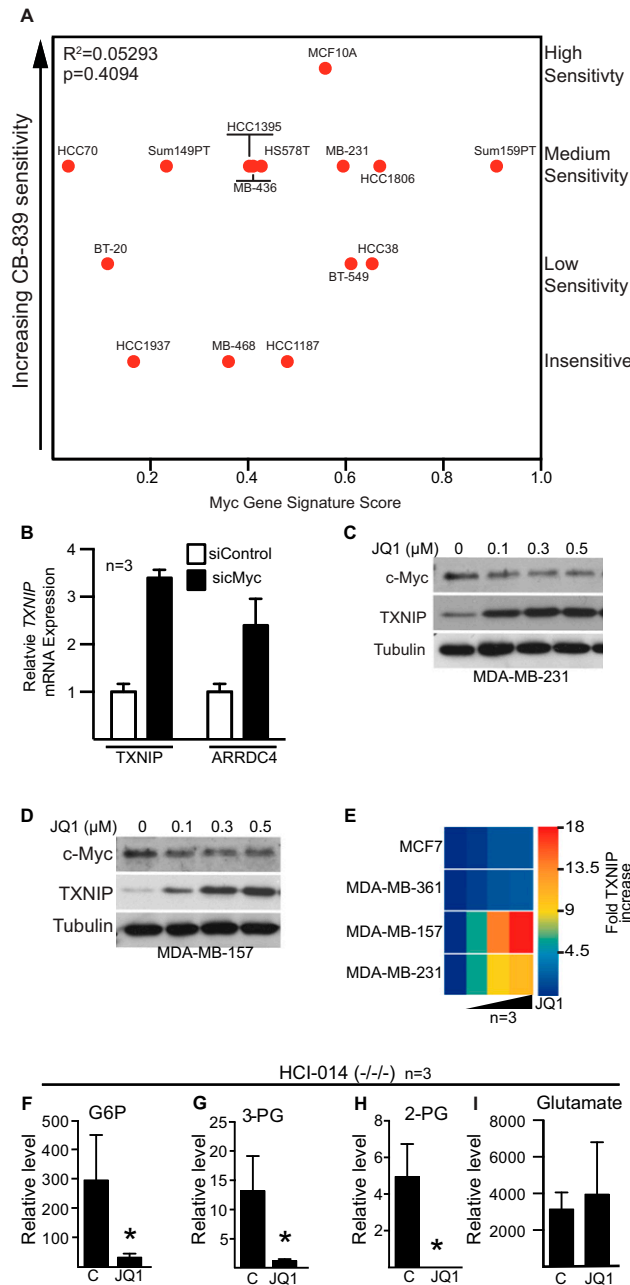 A
R²=0.05293
p=0.4094
Increasing CB-839 sensitivity
MCF10A
High
Sensitivty
HCC70
Sum149PT
HCC1395
HS578T
MB-436
MB-231
HCC1806
Sum159PT
Medium
Sensitivity
BT-20
BT-549
HCC38
Low
Sensitivity
HCC1937
MB-468
HCC1187
Insensitive
0.2 0.4 0.6 0.8 1.0
Myc Gene Signature Score
B
n=3
siControl
sicMyc
Relatvie TXNIP
mRNA Expression
4
3
2
1
TXNIP ARRDC4
C
JQ1 (µM) 0 0.1 0.3 0.5
c-Myc
TXNIP
Tubulin
MDA-MB-231
D
JQ1 (µM) 0 0.1 0.3 0.5
c-Myc
TXNIP
Tubulin
MDA-MB-157
E
MCF7
MDA-MB-361
MDA-MB-157
MDA-MB-231
18
13.5
9
4.5
Fold TXNIP
increase
JQ1
n=3
HCI-014 (-/-/-) n=3
F
G6P
Relative level
500
400
300
200
100
*
C JQ1
G
3-PG
Relative level
25
20
15
10
5
*
C JQ1
H
2-PG
Relative level
8
6
4
2
*
C JQ1
I
Glutamate
Relative level
8000
6000
4000
2000
C JQ1